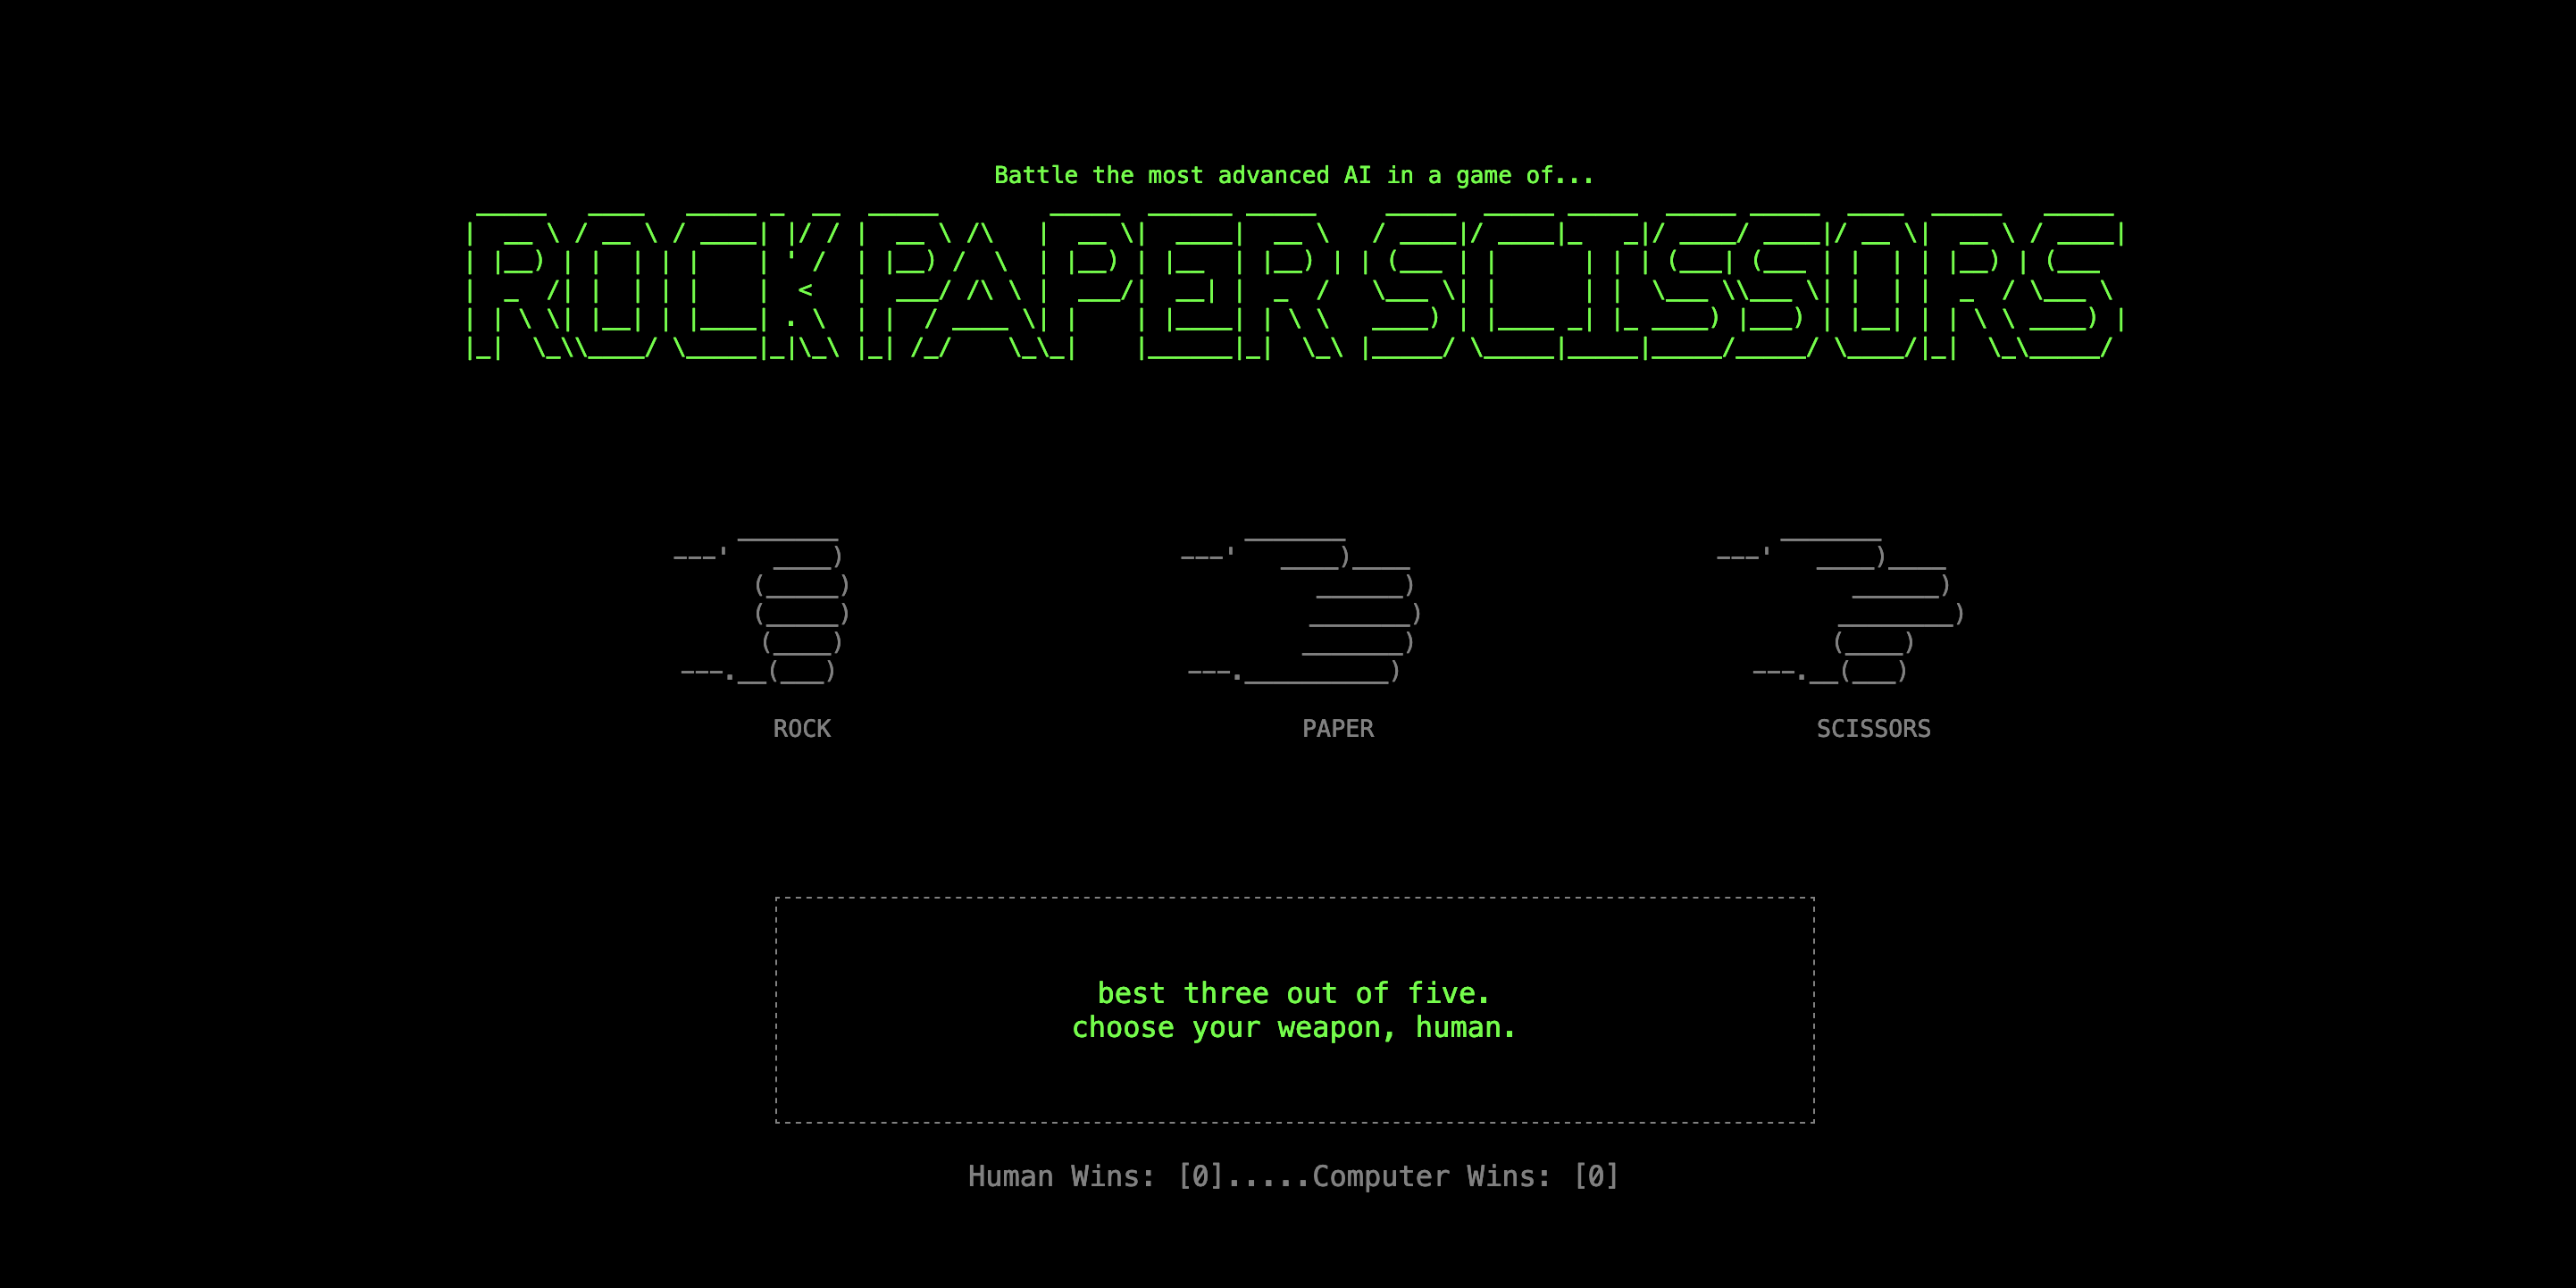 Battle the most advanced AI in a game of...
ROCK PAPER SCISSORS
ROCK
PAPER
SCISSORS
best three out of five.
choose your weapon, human.
Human Wins: [0].....Computer Wins: [0]